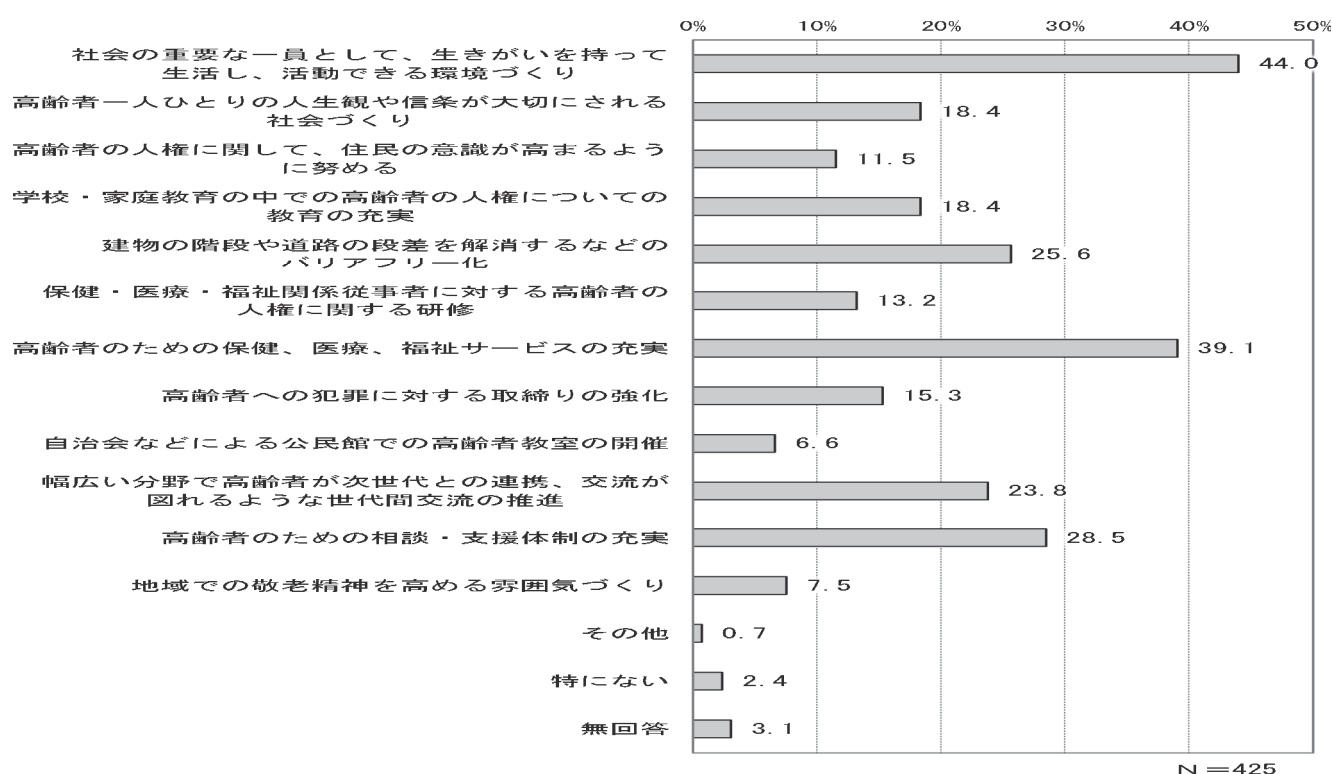 0% 10% 20% 30% 40% 50%
社会の重要な一員として、生きがいを持って
生活し、活動できる環境づくり
44.0
高齢者一人ひとりの人生観や信条が大切にされる
社会づくり
18.4
高齢者の人権に関して、住民の意識が高まるよう
に努める
11.5
学校・家庭教育の中での高齢者の人権についての
教育の充実
18.4
建物の階段や道路の段差を解消するなどの
バリアフリー化
25.6
保健・医療・福祉関係従事者に対する高齢者の
人権に関する研修
13.2
高齢者のための保健、医療、福祉サービスの充実
39.1
高齢者への犯罪に対する取締りの強化
15.3
自治会などによる公民館での高齢者教室の開催
6.6
幅広い分野で高齢者が次世代との連携、交流が
図れるような世代間交流の推進
23.8
高齢者のための相談・支援体制の充実
28.5
地域での敬老精神を高める雰囲気づくり
7.5
その他
0.7
特にない
2.4
無回答
3.1
N=425